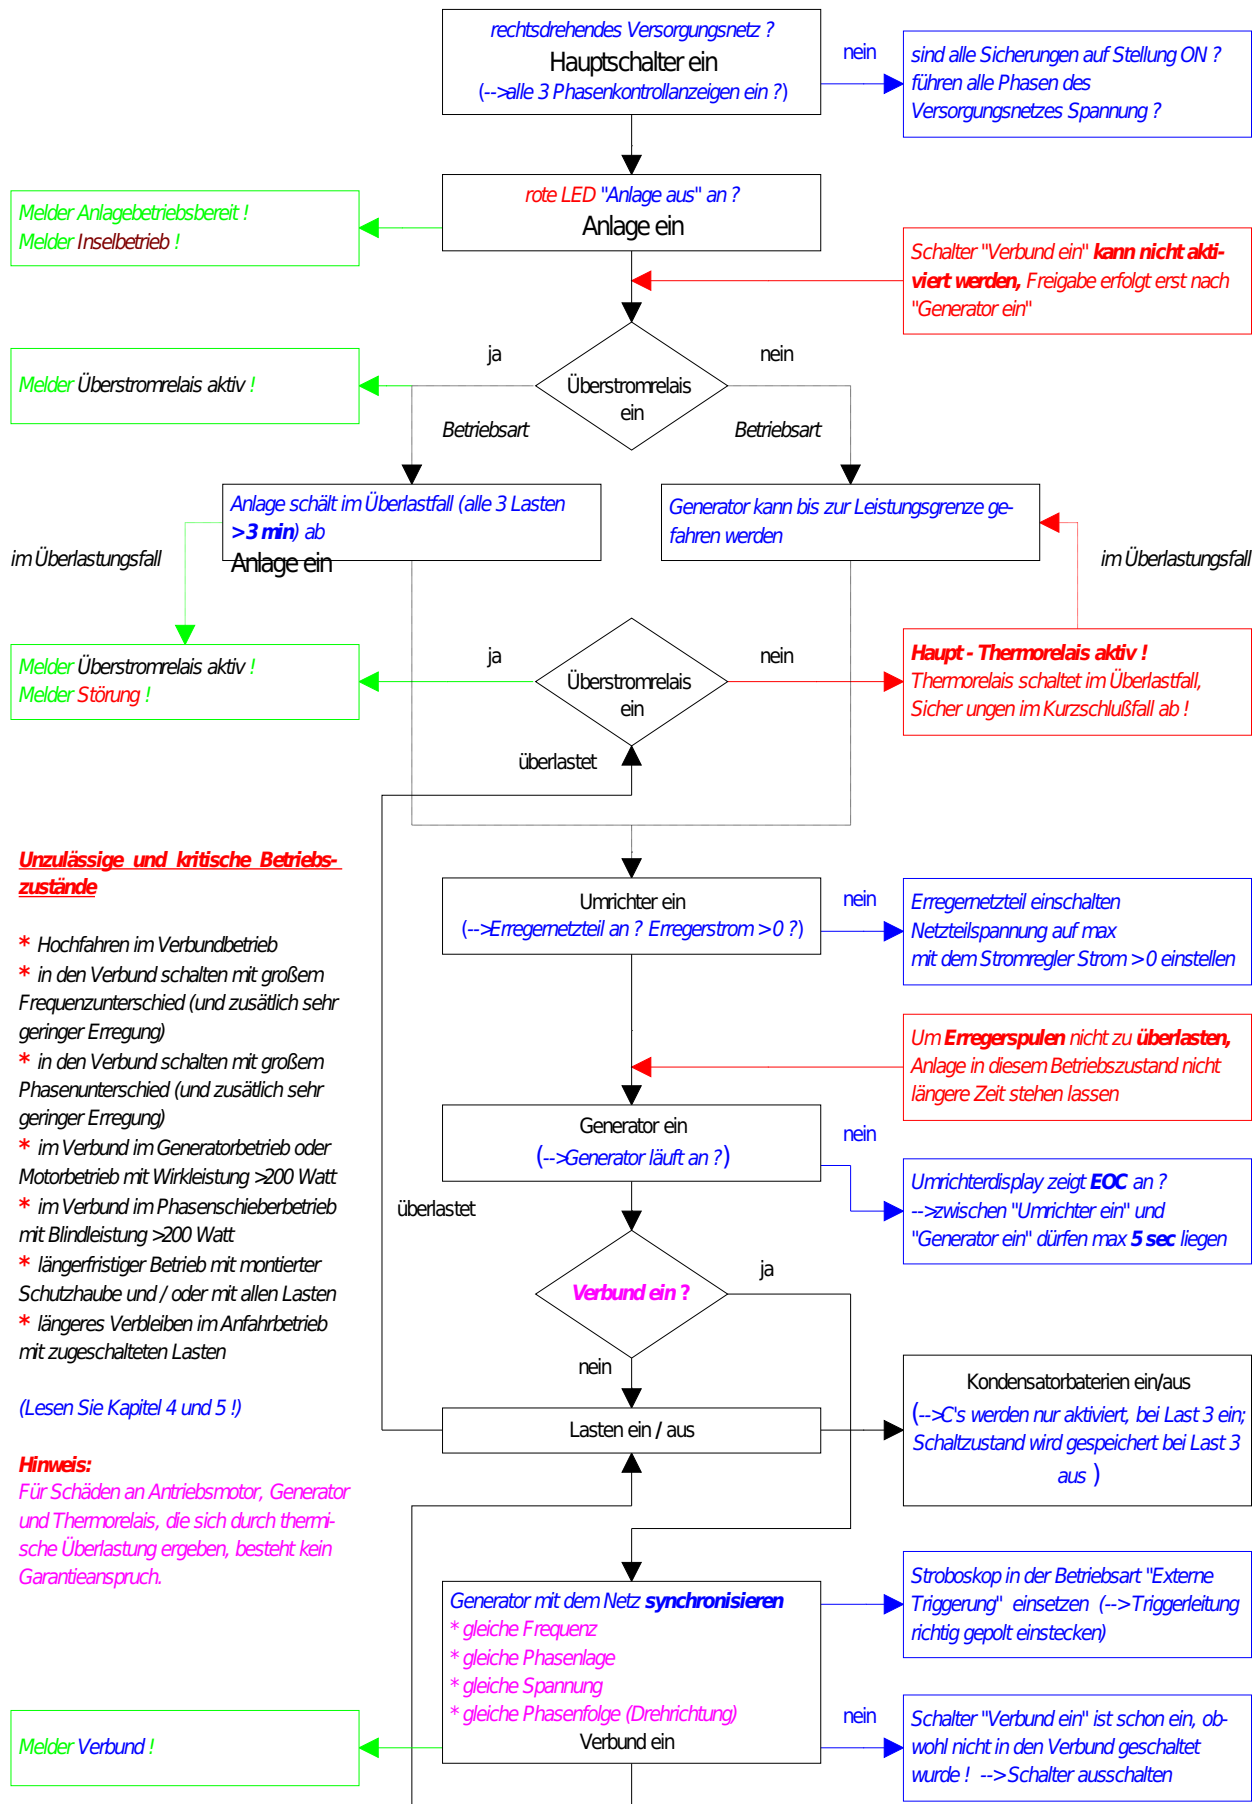 rechtsdrehendes Versorgungsnetz ?
Hauptschalter ein
(-->alle 3 Phasenkontrollanzeigen ein ?)
nein
sind alle Sicherungen auf Stellung ON ?
führen alle Phasen des
Versorgungsnetzes Spannung ?
rote LED "Anlage aus" an ?
Anlage ein
Melder Anlagebetriebsbereit !
Melder Inselbetrieb !
Schalter "Verbund ein" kann nicht akti-
viert werden, Freigabe erfolgt erst nach
"Generator ein"
ja
nein
Überstromrelais
ein
Melder Überstromrelais aktiv !
Betriebsart
Betriebsart
Anlage schält im Überlastfall (alle 3 Lasten
>3 min) ab
Anlage ein
Generator kann bis zur Leistungsgrenze ge-
fahren werden
im Überlastungsfall
im Überlastungsfall
Melder Überstromrelais aktiv !
Melder Störung !
ja
nein
Überstromrelais
ein
Haupt - Thermorelais aktiv !
Thermorelais schaltet im Überlastfall,
Sicher ungen im Kurzschlußfall ab !
überlastet
Unzulässige und kritische Betriebs-
zustände
* Hochfahren im Verbundbetrieb
* in den Verbund schalten mit großem
Frequenzunterschied (und zusätlich sehr
geringer Erregung)
* in den Verbund schalten mit großem
Phasenunterschied (und zusätlich sehr
geringer Erregung)
* im Verbund im Generatorbetrieb oder
Motorbetrieb mit Wirkleistung >200 Watt
* im Verbund im Phasenschieberbetrieb
mit Blindleistung >200 Watt
* längerfristiger Betrieb mit montierter
Schutzhaube und / oder mit allen Lasten
* längeres Verbleiben im Anfahrbetrieb
mit zugeschalteten Lasten
(Lesen Sie Kapitel 4 und 5 !)
Hinweis:
Für Schäden an Antriebsmotor, Generator
und Thermorelais, die sich durch thermi-
sche Überlastung ergeben, besteht kein
Garantieanspruch.
Umrichter ein
(-->Erregernetzteil an ? Erregerstrom >0 ?)
nein
Erregernetzteil einschalten
Netzteilspannung auf max
mit dem Stromregler Strom >0 einstellen
Um Erregerspulen nicht zu überlasten,
Anlage in diesem Betriebszustand nicht
längere Zeit stehen lassen
Generator ein
(-->Generator läuft an ?)
nein
Umrichterdisplay zeigt EOC an ?
-->zwischen "Umrichter ein" und
"Generator ein" dürfen max 5 sec liegen
überlastet
Verbund ein ?
ja
nein
Lasten ein / aus
Kondensatorbaterien ein/aus
(-->C's werden nur aktiviert, bei Last 3 ein;
Schaltzustand wird gespeichert bei Last 3
aus )
Generator mit dem Netz synchronisieren
* gleiche Frequenz
* gleiche Phasenlage
* gleiche Spannung
* gleiche Phasenfolge (Drehrichtung)
Verbund ein
Stroboskop in der Betriebsart "Externe
Triggerung" einsetzen (-->Triggerleitung
richtig gepolt einstecken)
Melder Verbund !
nein
Schalter "Verbund ein" ist schon ein, ob-
wohl nicht in den Verbund geschaltet
wurde ! -->Schalter ausschalten